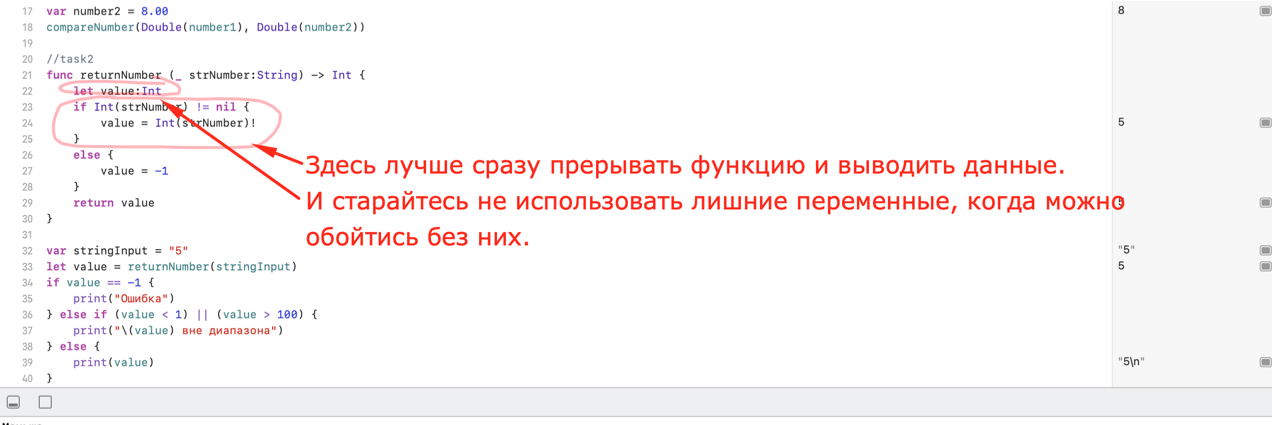 17 var number2 = 8.00
8
18 compareNumber(Double(number1), Double(number2))
19
20 //task2
21 func returnNumber (_ strNumber:String) -> Int {
22 let value:Int
23 if Int(strNumber) != nil {
24 value = Int(strNumber)!
5
25 }
26 else {
27 value = -1
28 }
29 return value
30 }
Здесь лучше сразу прерывать функцию и выводить данные.
И старайтесь не использовать лишние переменные, когда можно
обойтись без них.
31
32 var stringInput = "5"
"5"
33 let value = returnNumber(stringInput)
5
34 if value == -1 {
35 print("Ошибка")
36 } else if (value < 1) || (value > 100) {
37 print("\(value) вне диапазона")
38 } else {
39 print(value)
"5\n"
40 }